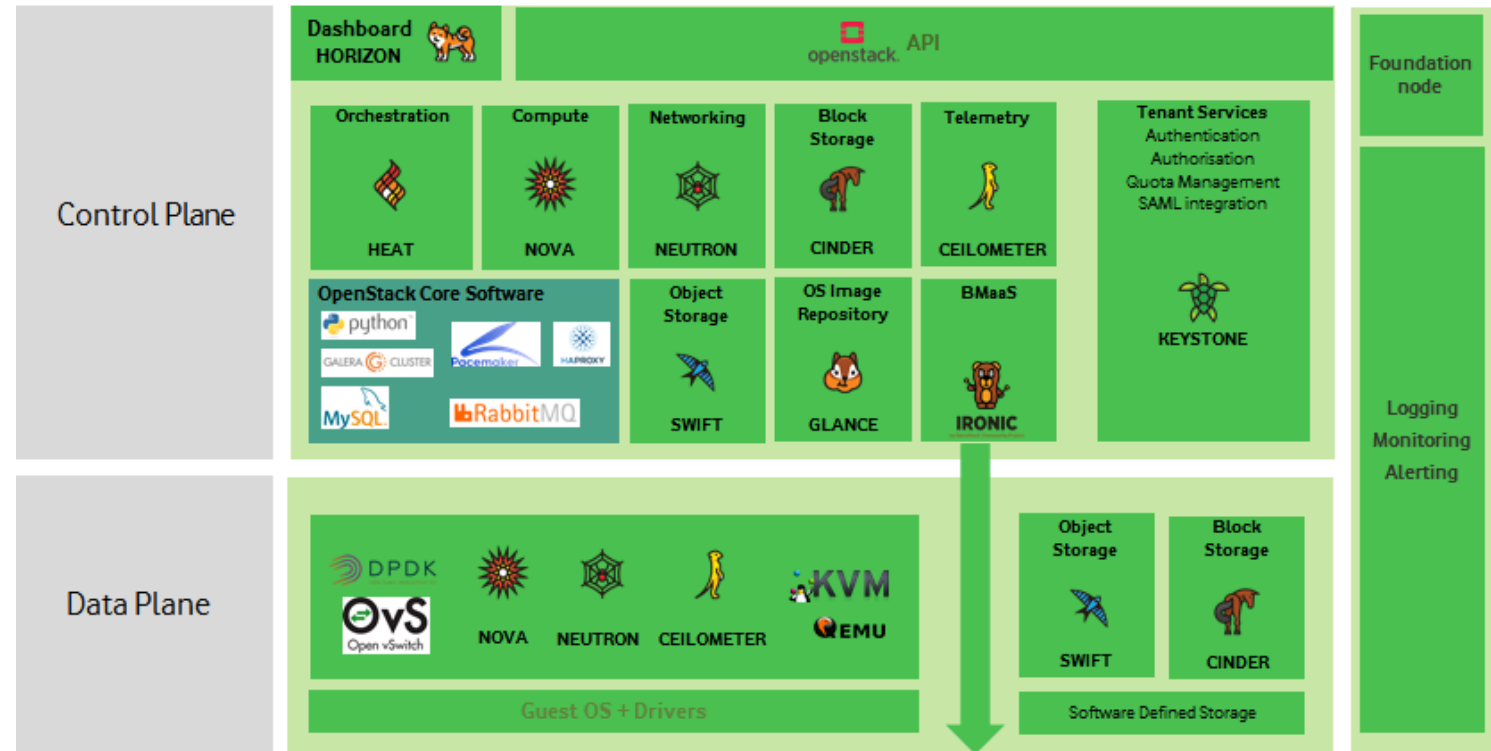 Dashboard
HORIZON
openstack.
API
Foundation
node
Control Plane
Orchestration
HEAT
Compute
NOVA
Networking
NEUTRON
Block
Storage
CINDER
Telemetry
CEILOMETER
Tenant Services
Authentication
Authorisation
Quota Management
SAML integration
KEYSTONE
OpenStack Core Software
python
Pacemaker
HAPROXY
GALERA CLUSTER
MySQL
RabbitMQ
Object
Storage
SWIFT
OS Image
Repository
GLANCE
BMaaS
IRONIC
Logging
Monitoring
Alerting
Data Plane
DPDK
OvS
Open vSwitch
NOVA
NEUTRON
CEILOMETER
KVM
QEMU
Guest OS + Drivers
Object
Storage
SWIFT
Block
Storage
CINDER
Software Defined Storage